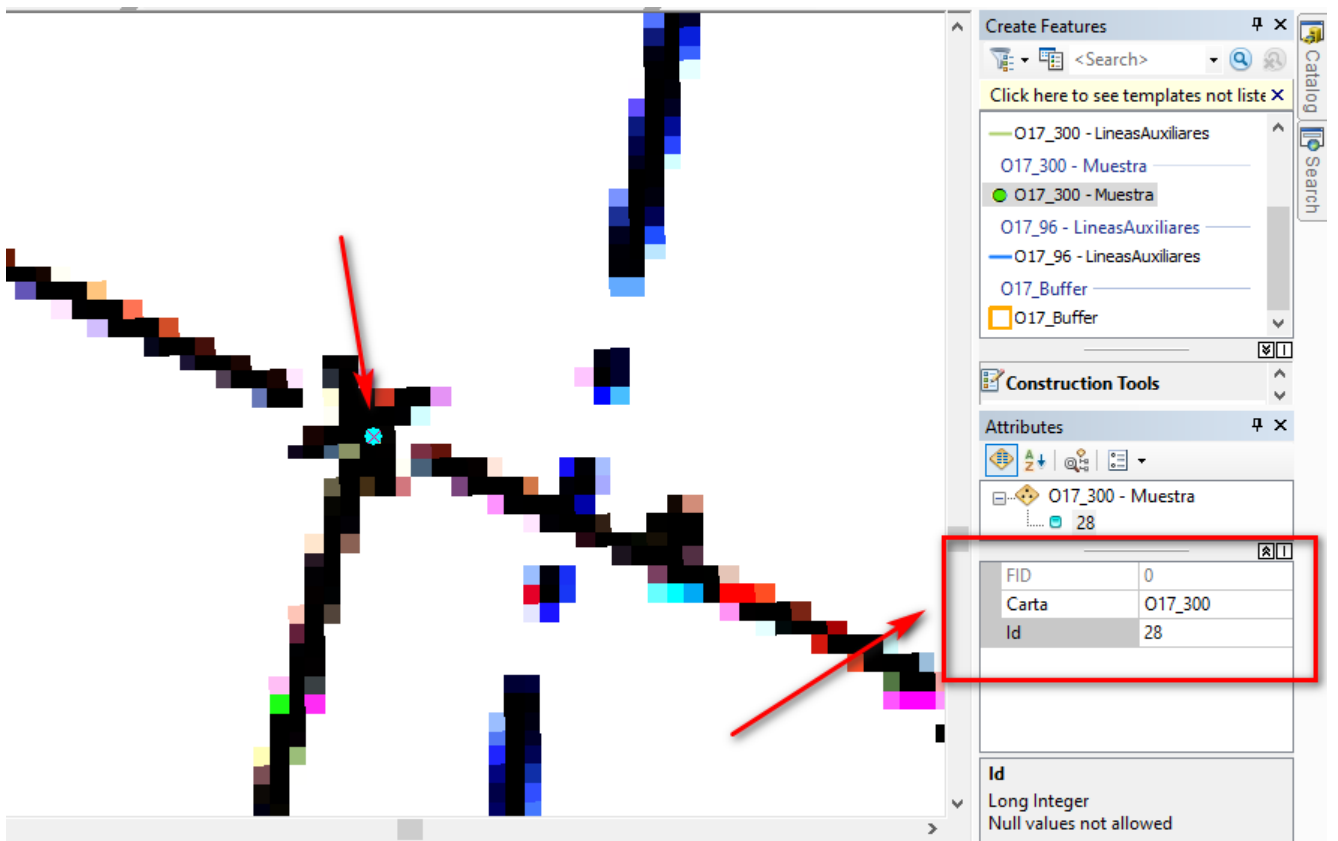 Create Features
<Search>
Click here to see templates not liste
O17_300 - LineasAuxiliares
O17_300 - Muestra
O17_300 - Muestra
O17_96 - LineasAuxiliares
O17_96 - LineasAuxiliares
O17_Buffer
O17_Buffer
Construction Tools
Attributes
O17_300 - Muestra
28
FID 0
Carta O17_300
Id 28
Id
Long Integer
Null values not allowed
Catalog
Search